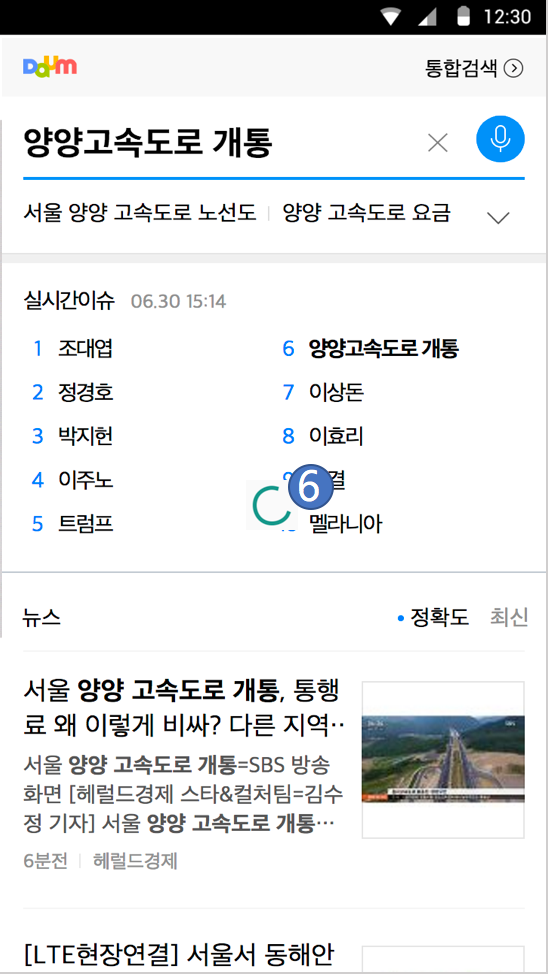 12:30
Daum
통합검색
양양고속도로 개통
서울 양양 고속도로 노선도 양양 고속도로 요금
실시간이슈 06.30 15:14
1 조대엽
2 정경호
3 박지헌
4 이주노
5 트럼프
6 양양고속도로 개통
7 이상돈
8 이효리
6
결
멜라니아
뉴스
정확도 최신
서울 양양 고속도로 개통, 통행
료 왜 이렇게 비싸? 다른 지역··
서울 양양 고속도로 개통=SBS 방송
화면 [헤럴드경제 스타&컬처팀=김수
정 기자] 서울 양양 고속도로 개통···
6분전 헤럴드경제
SBS
[LTE현장연결] 서울서 동해안